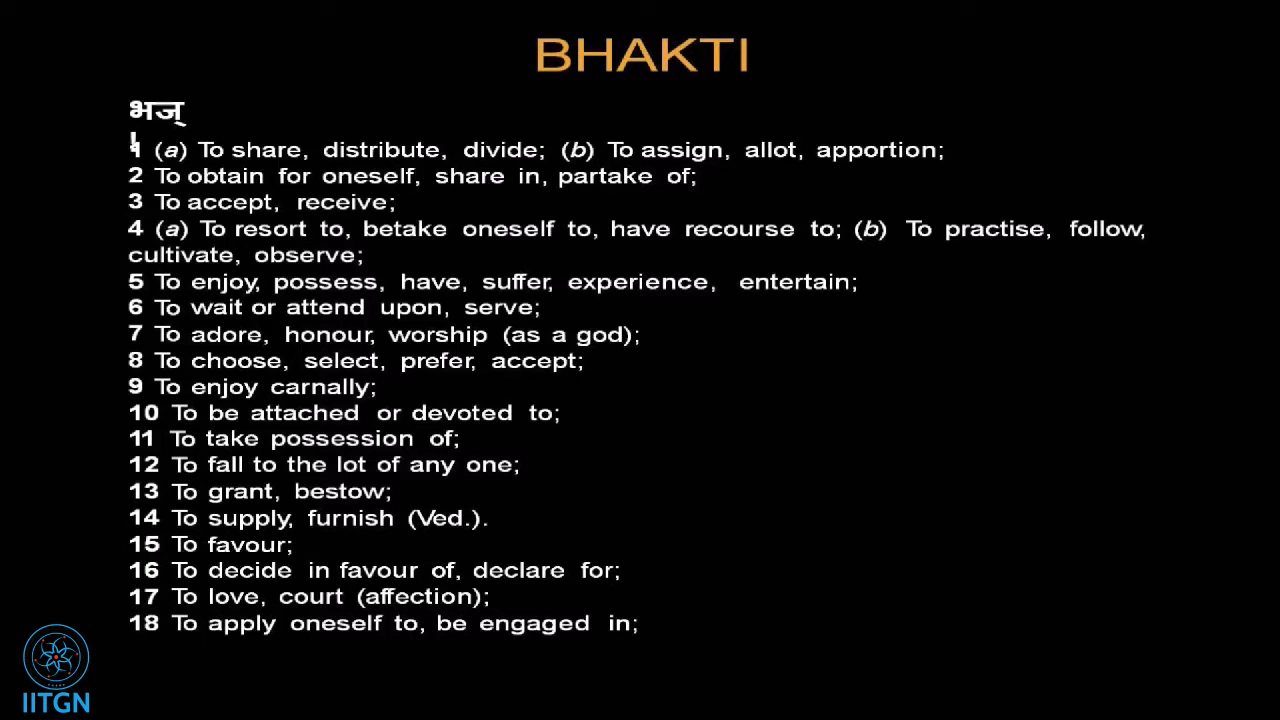 BHAKTI
भज्
1 (a) To share, distribute, divide; (b) To assign, allot, apportion;
2 To obtain for oneself, share in, partake of;
3 To accept, receive;
4 (a) To resort to, betake oneself to, have recourse to; (b) To practise, follow,
cultivate, observe;
5 To enjoy, possess, have, suffer, experience, entertain;
6 To wait or attend upon, serve;
7 To adore, honour, worship (as a god);
8 To choose, select, prefer, accept;
9 To enjoy carnally;
10 To be attached or devoted to;
11 To take possession of;
12 To fall to the lot of any one;
13 To grant, bestow;
14 To supply, furnish (Ved.).
15 To favour;
16 To decide in favour of, declare for;
17 To love, court (affection);
18 To apply oneself to, be engaged in;
IITGN